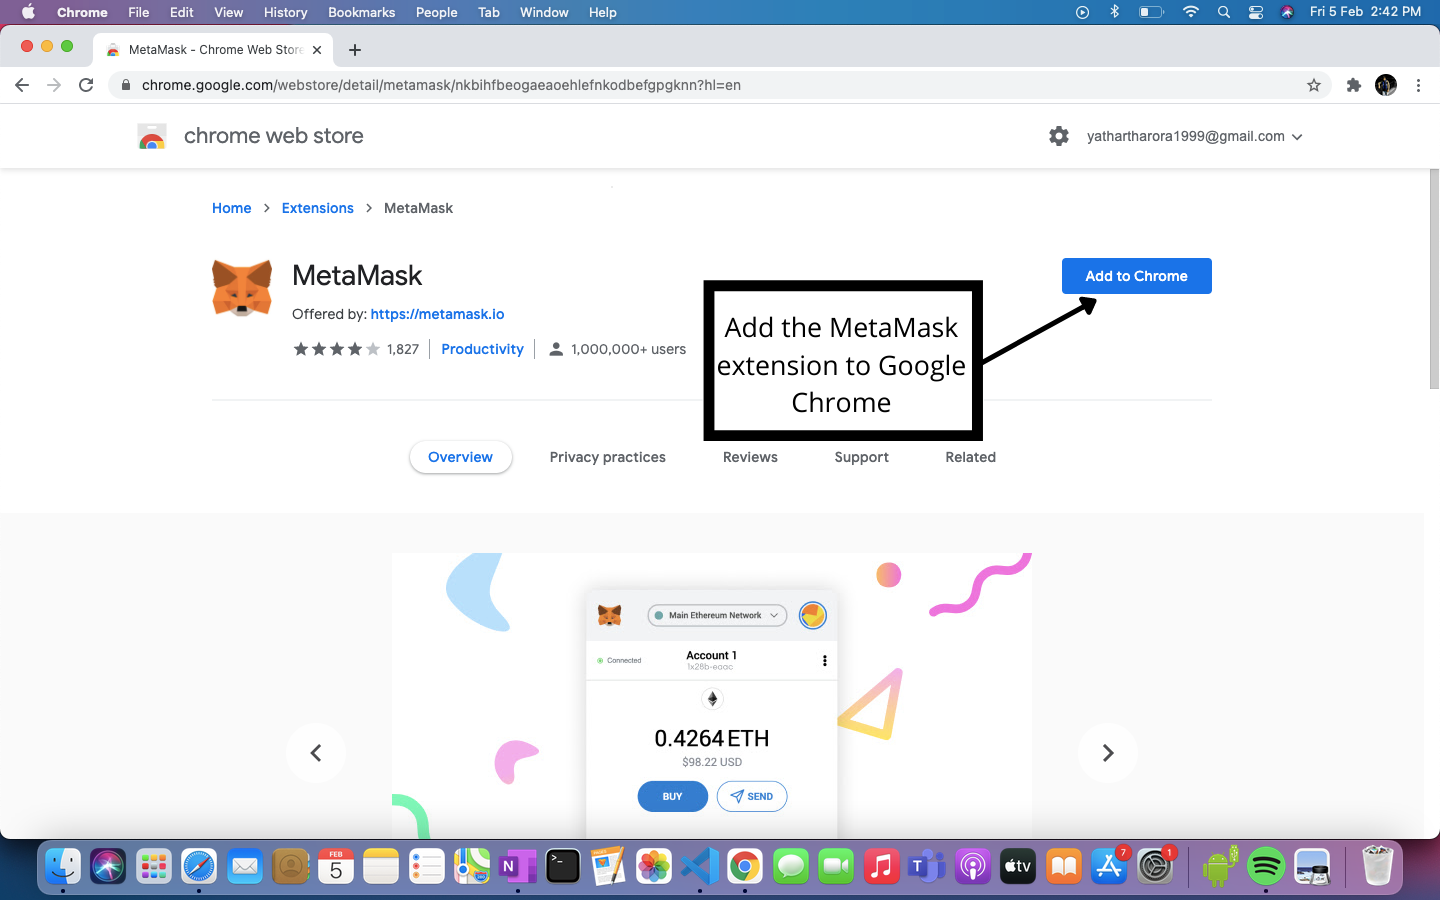 Chrome File Edit View History Bookmarks People Tab Window Help Fri 5 Feb 2:42 PM
MetaMask - Chrome Web Store
chrome.google.com/webstore/detail/metamask/nkbihfbeogaeaoehlefnkodbefgpgknn?hl=en
chrome web store
yathartharora1999@gmail.com
Home > Extensions > MetaMask
MetaMask
Add to Chrome
Offered by: https://metamask.io
1,827 Productivity 1,000,000+ users
Add the MetaMask
extension to Google
Chrome
Overview Privacy practices Reviews Support Related
Main Ethereum Network
Connected
Account 1
1x28b-eaac
0.4264 ETH
$98.22 USD
BUY SEND
FEB
5
N
>_
T
tv
7
1